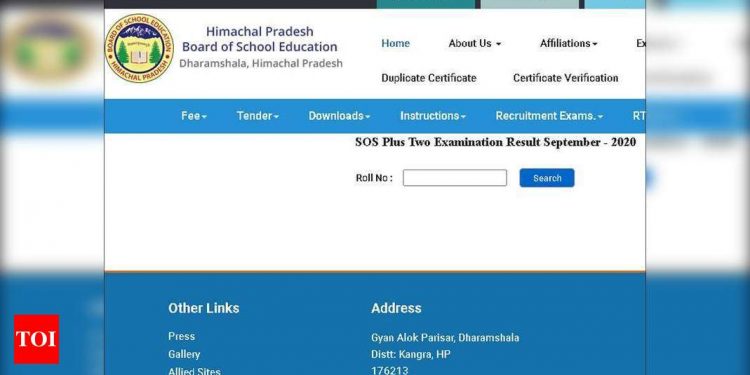 BOARD OF SCHOOL EDUCATION
HIMACHAL PRADESH
Himachal Pradesh
Board of School Education
Dharamshala, Himachal Pradesh
Home About Us Affiliations Ex
Duplicate Certificate Certificate Verification
Fee Tender Downloads Instructions Recruitment Exams. RT
SOS Plus Two Examination Result September - 2020
Roll No : Search
Other Links Address
Press Gyan Alok Parisar, Dharamshala
Gallery Distt: Kangra, HP
Allied Sites 176213
TOI